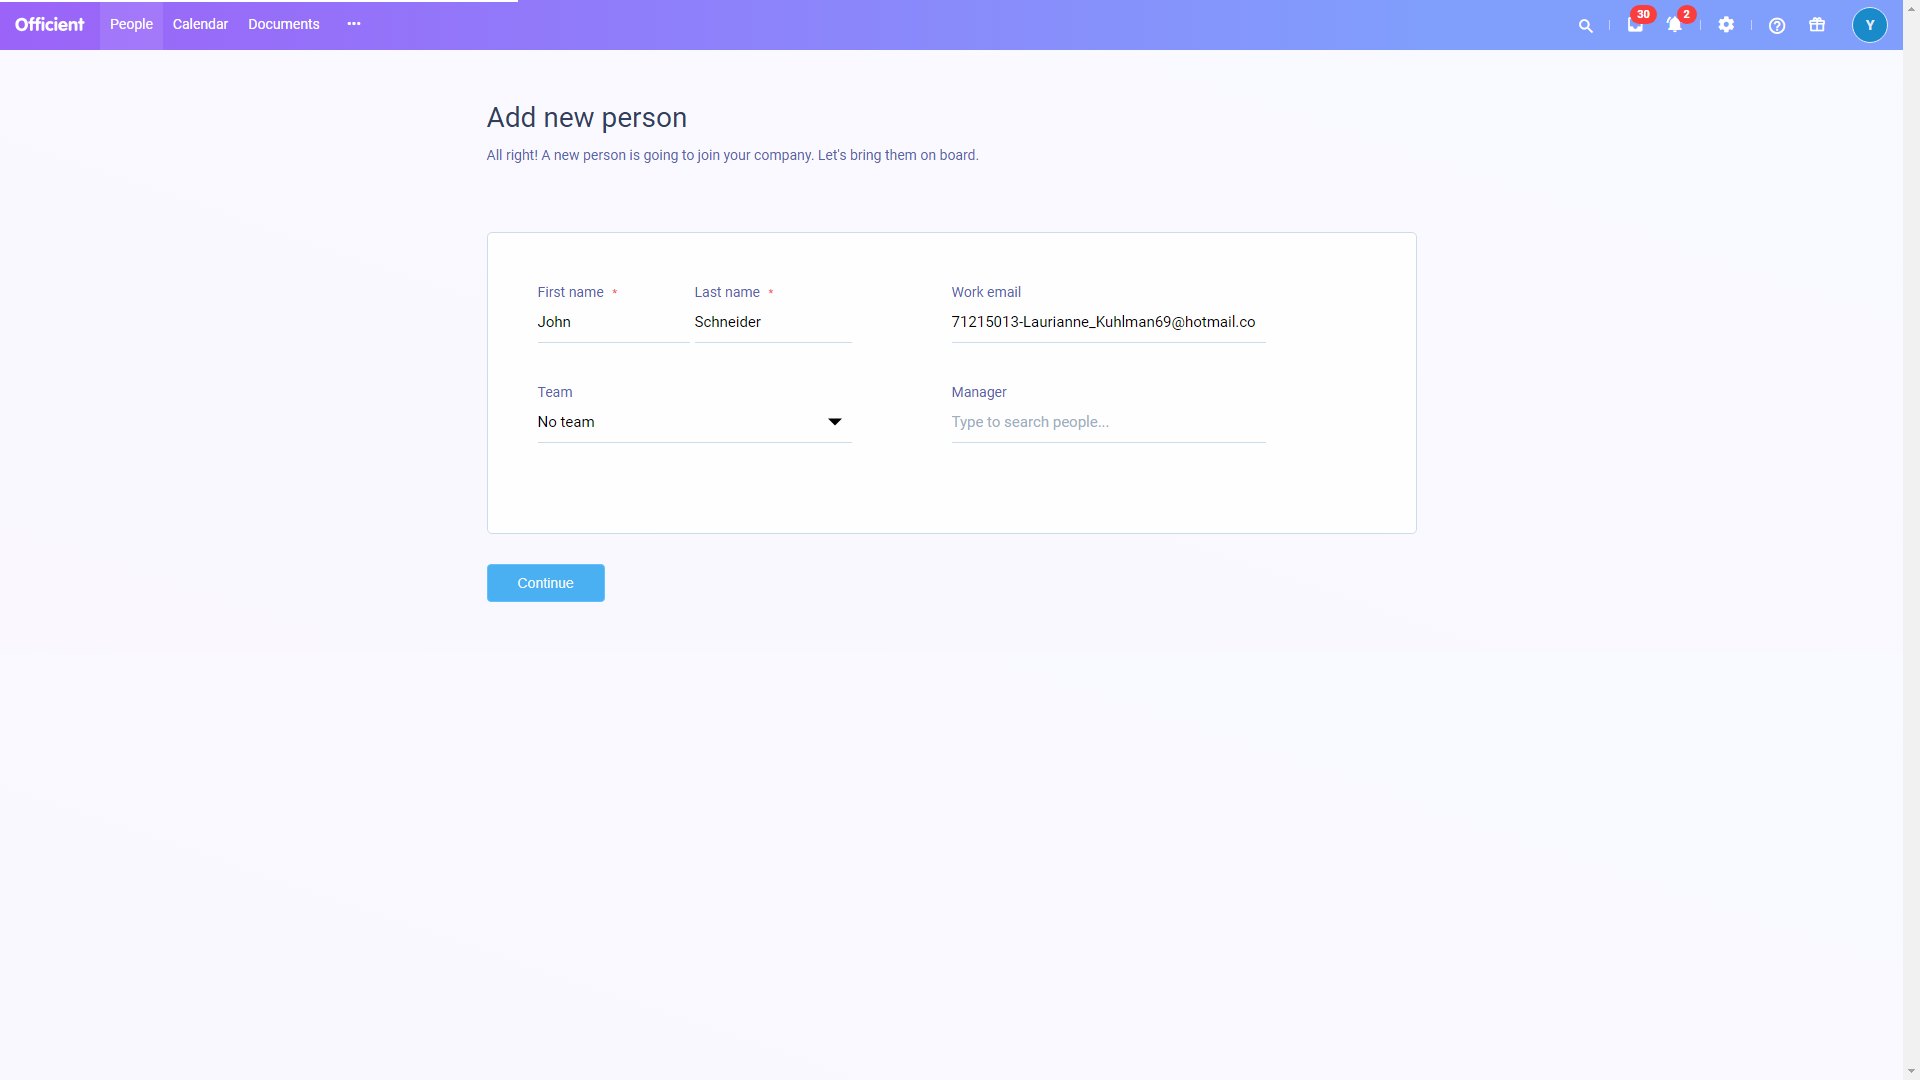 Officient
People
Calendar
Documents
30
2
Y
Add new person
All right! A new person is going to join your company. Let's bring them on board.
First name *
Last name *
Work email
John
Schneider
71215013-Laurianne_Kuhlman69@hotmail.co
Team
Manager
No team
Type to search people...
Continue